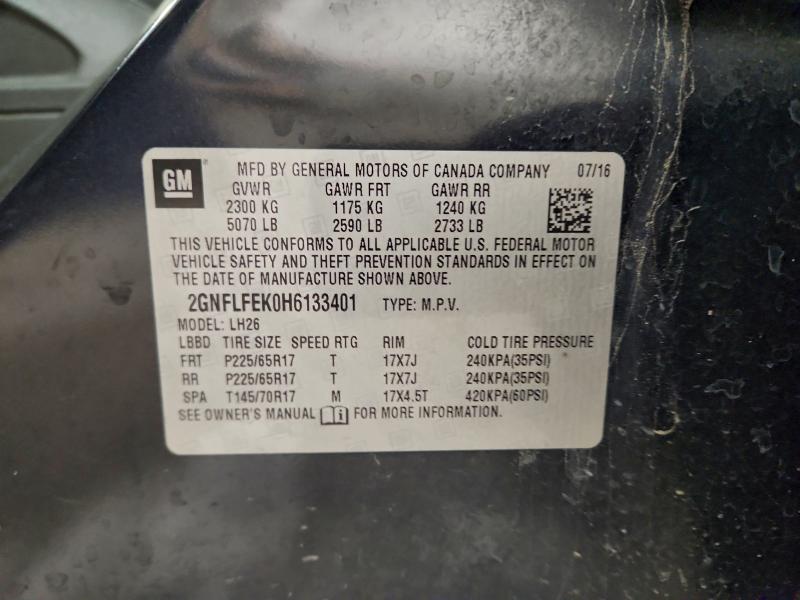 GM MFD BY GENERAL MOTORS OF CANADA COMPANY 07/16
GVWR GAWR FRT GAWR RR
2300 KG 1175 KG 1240 KG
5070 LB 2590 LB 2733 LB
THIS VEHICLE CONFORMS TO ALL APPLICABLE U.S. FEDERAL MOTOR
VEHICLE SAFETY AND THEFT PREVENTION STANDARDS IN EFFECT ON
THE DATE OF MANUFACTURE SHOWN ABOVE.
2GNFLFEK0H6133401 TYPE: M.P.V.
MODEL: LH26
LBBD TIRE SIZE SPEED RTG RIM COLD TIRE PRESSURE
FRT P225/65R17 T 17X7J 240KPA(35PSI)
RR P225/65R17 T 17X7J 240KPA(35PSI)
SPA T145/70R17 M 17X4.5T 420KPA(60PSI)
SEE OWNER'S MANUAL FOR MORE INFORMATION.